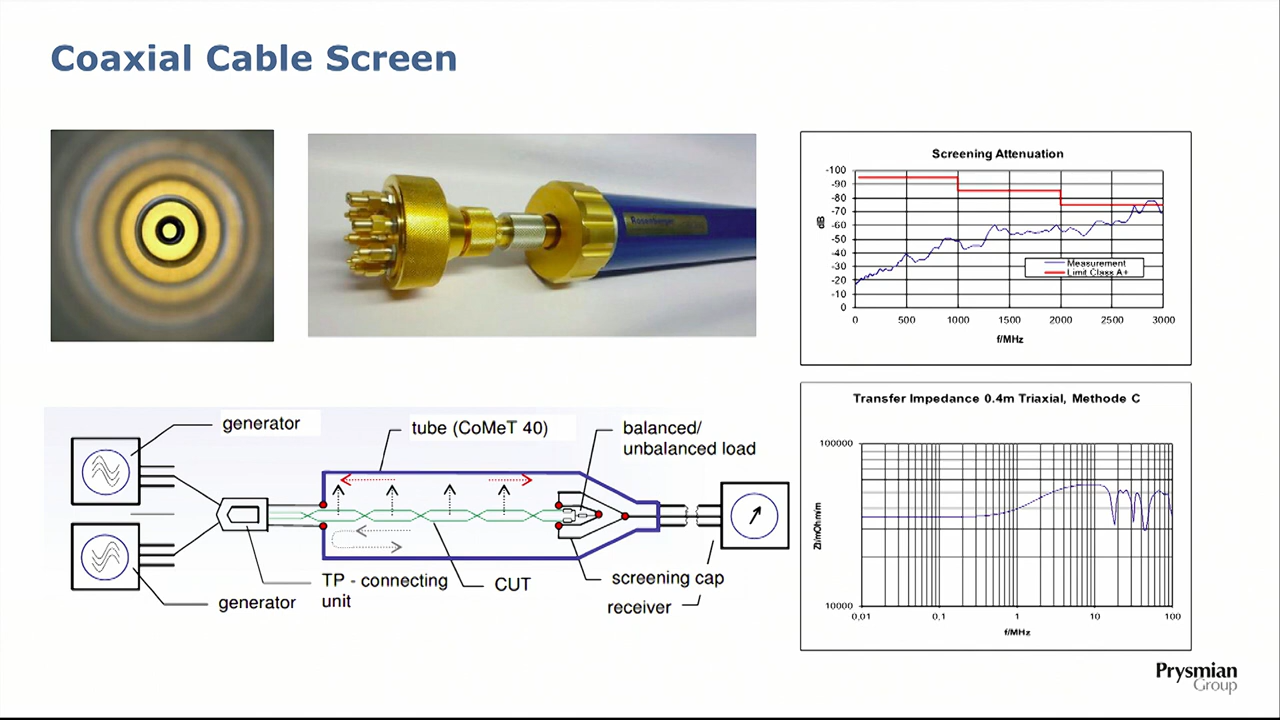 Coaxial Cable Screen
Rosenberger
Screening Attenuation
-100
-90
-80
-70
-60
-50
-40
-30
-20
-10
0
dB
Measurement
Limit Class A+
0 500 1000 1500 2000 2500 3000
f/MHz
generator
tube (CoMeT 40)
balanced/
unbalanced load
TP - connecting
unit
CUT
screening cap
receiver
generator
Transfer Impedance 0.4m Triaxial, Methode C
100000
10000
Zt/mOhm/m
0,01 0,1 1 10 100
f/MHz
Prysmian
Group